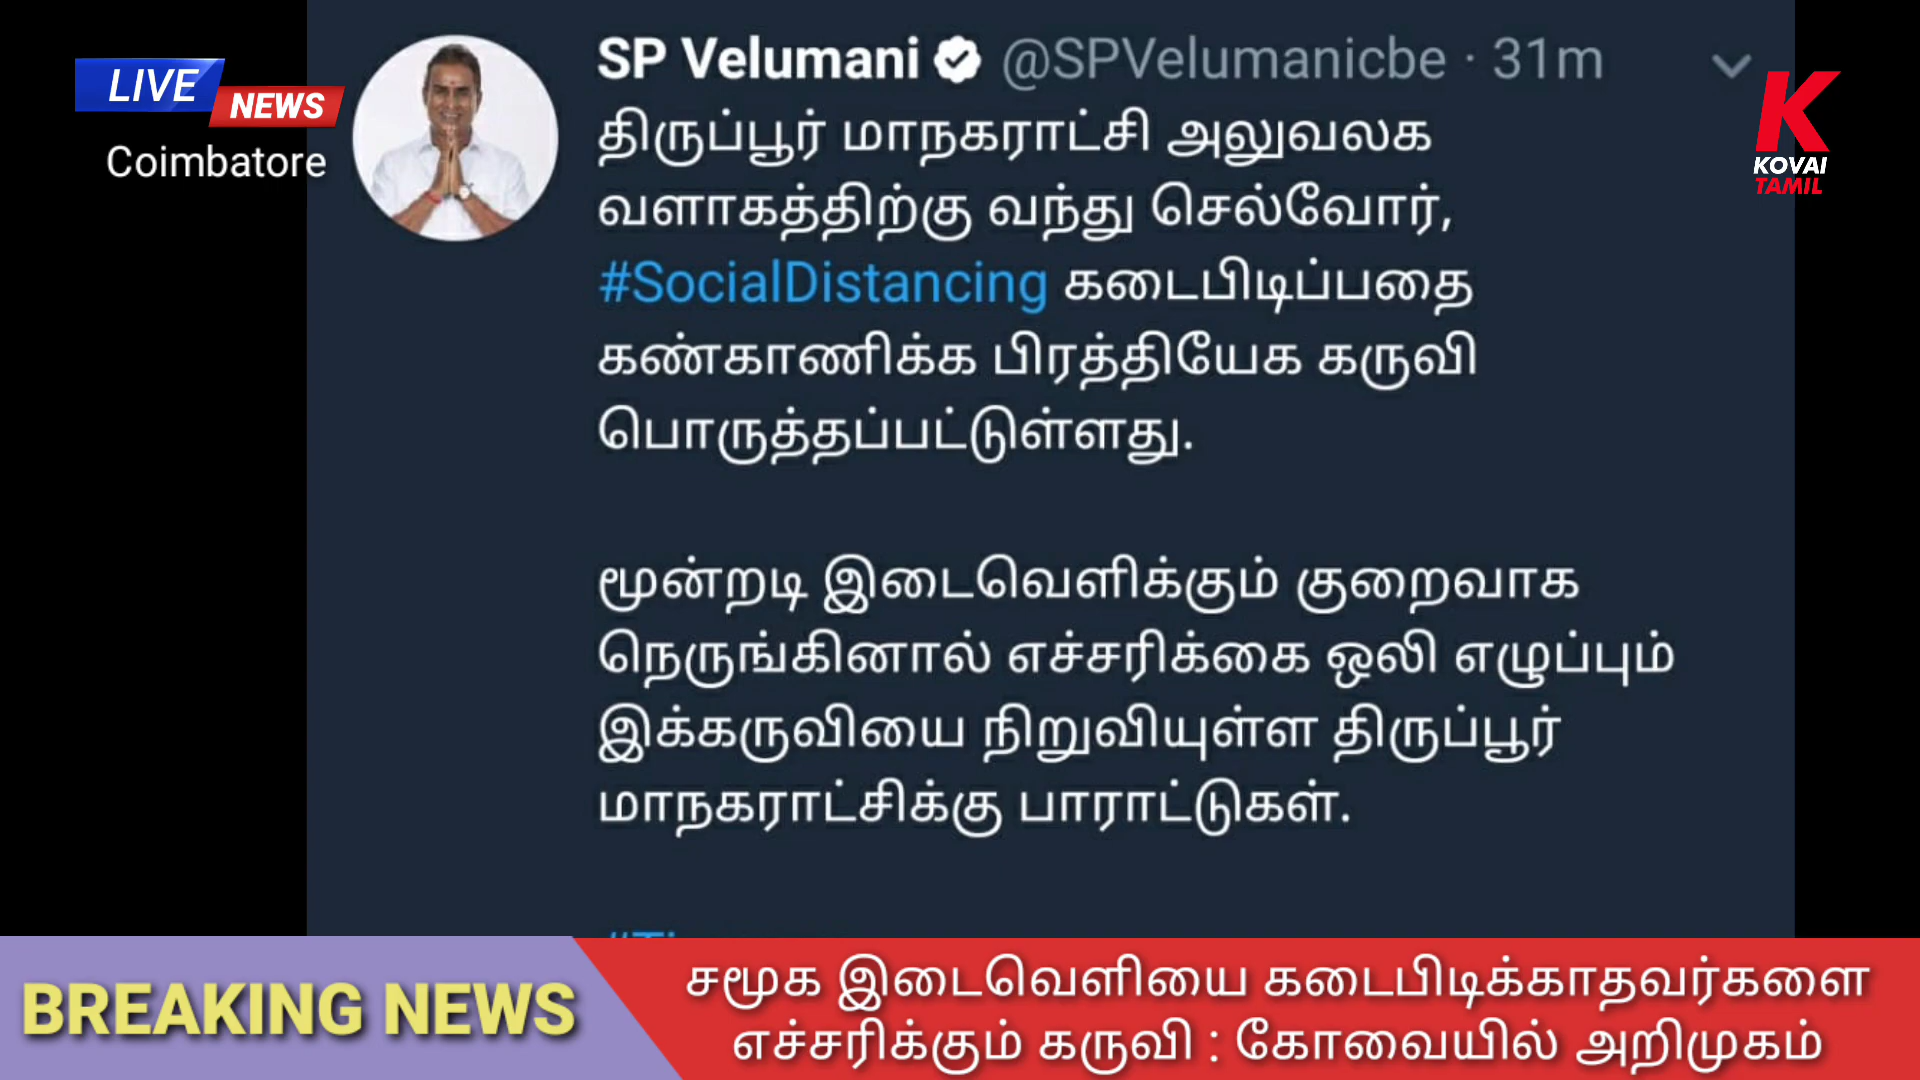 LIVE
NEWS
Coimbatore
SP Velumani @SPVelumanicbe · 31m
திருப்பூர் மாநகராட்சி அலுவலக
வளாகத்திற்கு வந்து செல்வோர்,
#SocialDistancing கடைபிடிப்பதை
கண்காணிக்க பிரத்தியேக கருவி
பொருத்தப்பட்டுள்ளது.
மூன்றடி இடைவெளிக்கும் குறைவாக
நெருங்கினால் எச்சரிக்கை ஒலி எழுப்பும்
இக்கருவியை நிறுவியுள்ள திருப்பூர்
மாநகராட்சிக்கு பாராட்டுகள்.
K
KOVAI
TAMIL
BREAKING NEWS
சமூக இடைவெளியை கடைபிடிக்காதவர்களை
எச்சரிக்கும் கருவி : கோவையில் அறிமுகம்